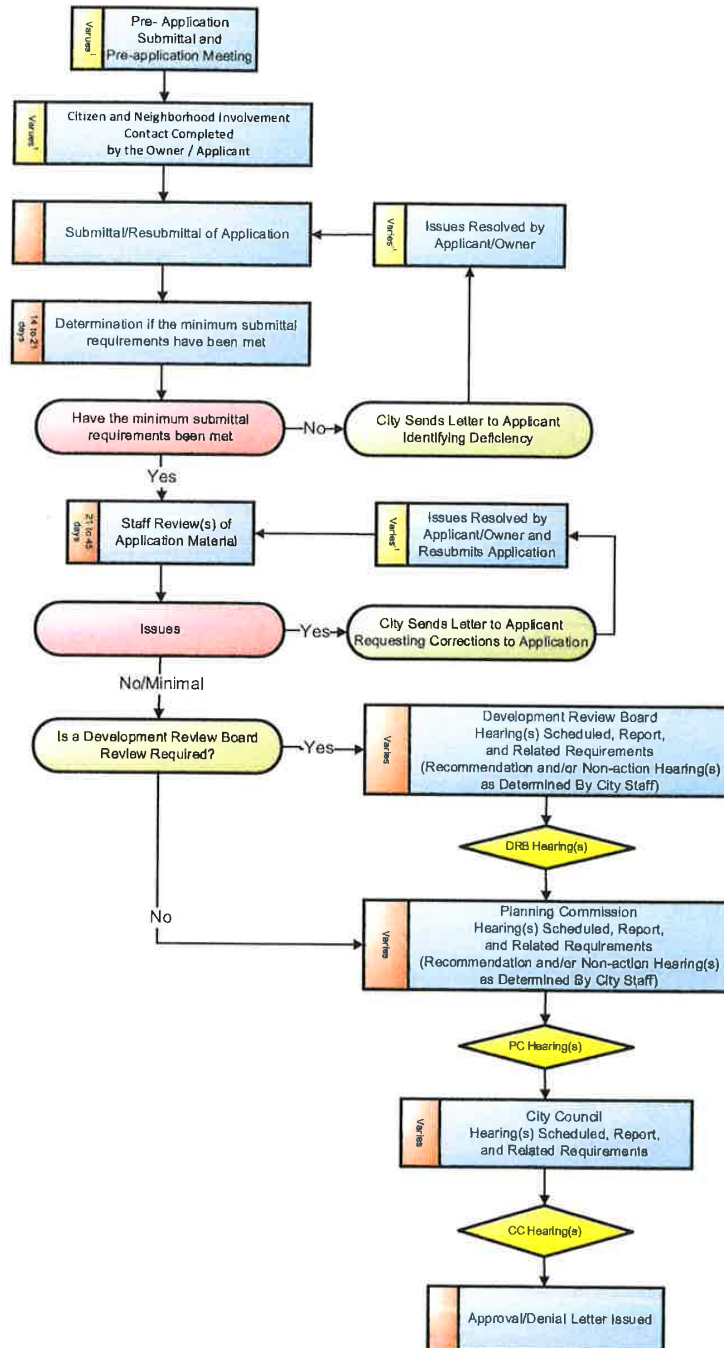 Varies¹
Pre- Application
Submittal and
Pre-application Meeting
Varies¹
Citizen and Neighborhood Involvement
Contact Completed
by the Owner / Applicant
Submittal/Resubmittal of Application
Varies¹
Issues Resolved by
Applicant/Owner
14 to 21
days
Determination if the minimum submittal
requirements have been met
Have the minimum submittal
requirements been met
No
City Sends Letter to Applicant
Identifying Deficiency
Yes
21 to 45
days
Staff Review(s) of
Application Material
Varies¹
Issues Resolved by
Applicant/Owner and
Resubmits Application
Issues
Yes
City Sends Letter to Applicant
Requesting Corrections to Application
No/Minimal
Is a Development Review Board
Review Required?
Yes
Varies
Development Review Board
Hearing(s) Scheduled, Report,
and Related Requirements
(Recommendation and/or Non-action Hearing(s)
as Determined By City Staff)
DRB Hearing(s)
No
Varies
Planning Commission
Hearing(s) Scheduled, Report,
and Related Requirements
(Recommendation and/or Non-action Hearing(s)
as Determined By City Staff)
PC Hearing(s)
Varies
City Council
Hearing(s) Scheduled, Report,
and Related Requirements
CC Hearing(s)
Approval/Denial Letter Issued